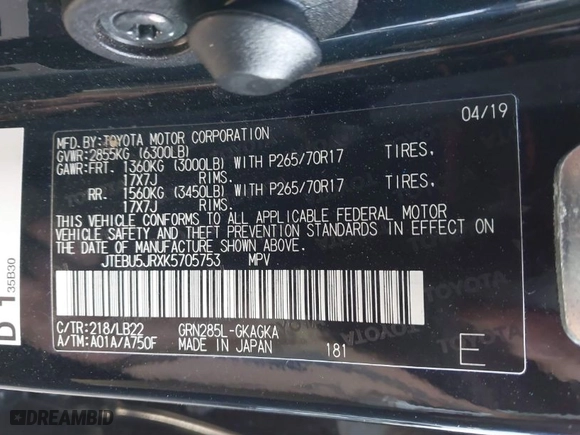 04/19
MFD.BY:TOYOTA MOTOR CORPORATION
GVWR:2855KG (6300LB)
GAWR:FRT. 1360KG (3000LB) WITH P265/70R17 TIRES,
17X7J RIMS.
RR. 1560KG (3450LB) WITH P265/70R17 TIRES,
17X7J RIMS.
THIS VEHICLE CONFORMS TO ALL APPLICABLE FEDERAL MOTOR
VEHICLE SAFETY AND THEFT PREVENTION STANDARDS IN EFFECT ON
THE DATE OF MANUFACTURE SHOWN ABOVE.
JTEBU5JRXK5705753 MPV
C/TR:218/LB22 GRN285L-GKAGKA
A/TM:A01A/A750F MADE IN JAPAN 181 E
D 1 35B30
DREAMBID